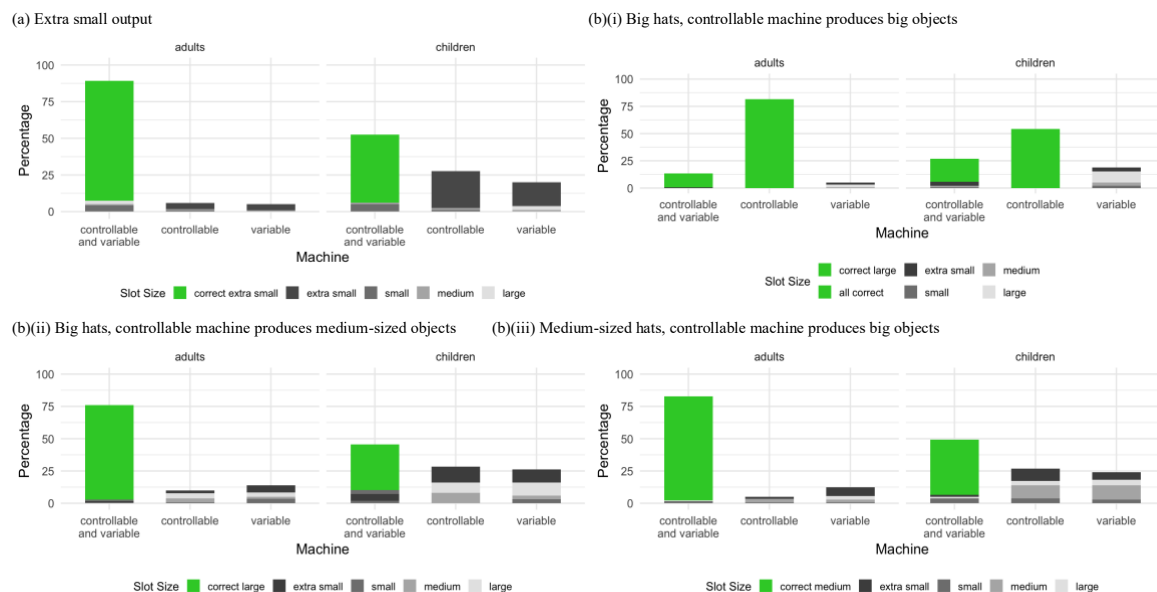 (a) Extra small output
adults
children
Percentage
100
75
50
25
0
controllable
and variable
controllable
variable
controllable
and variable
controllable
variable
Machine
Slot Size
correct extra small
extra small
small
medium
large
(b)(i) Big hats, controllable machine produces big objects
adults
children
Percentage
100
75
50
25
0
controllable
and variable
controllable
variable
controllable
and variable
controllable
variable
Machine
Slot Size
correct large
extra small
medium
all correct
small
large
(b)(ii) Big hats, controllable machine produces medium-sized objects
adults
children
Percentage
100
75
50
25
0
controllable
and variable
controllable
variable
controllable
and variable
controllable
variable
Machine
Slot Size
correct large
extra small
small
medium
large
(b)(iii) Medium-sized hats, controllable machine produces big objects
adults
children
Percentage
100
75
50
25
0
controllable
and variable
controllable
variable
controllable
and variable
controllable
variable
Machine
Slot Size
correct medium
extra small
small
medium
large